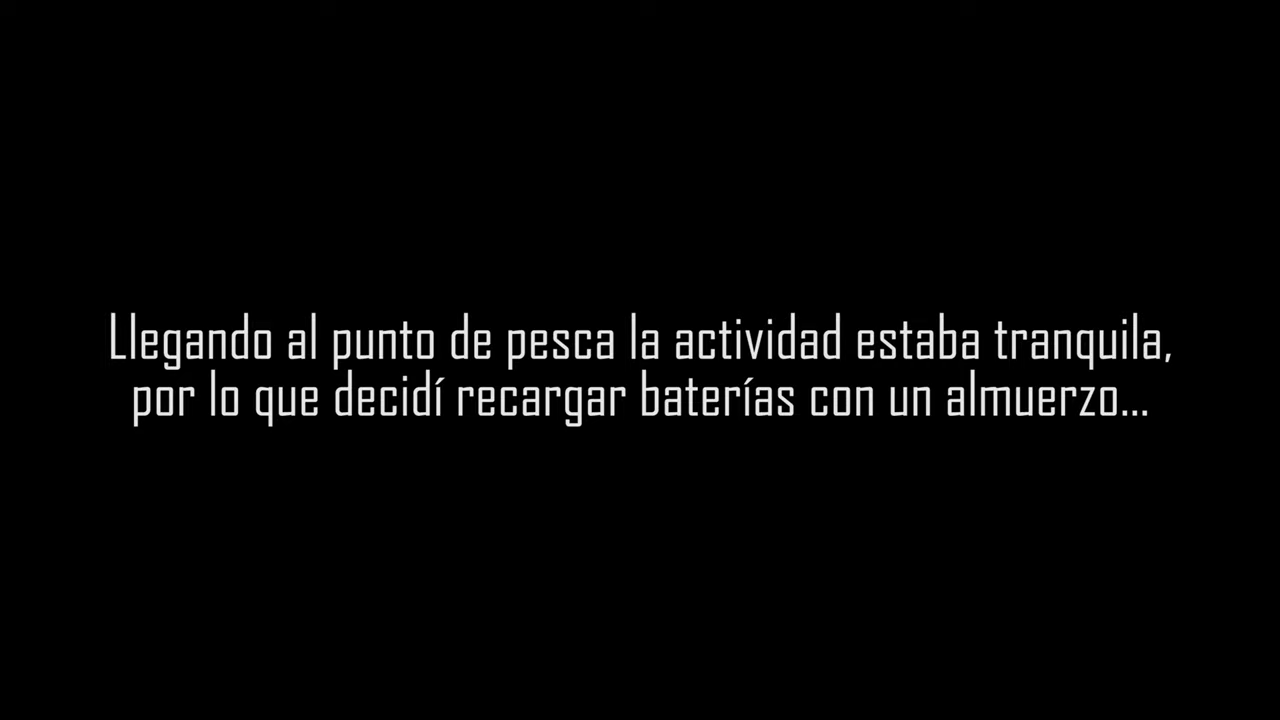 Llegando al punto de pesca la actividad estaba tranquila,
por lo que decidí recargar baterías con un almuerzo...